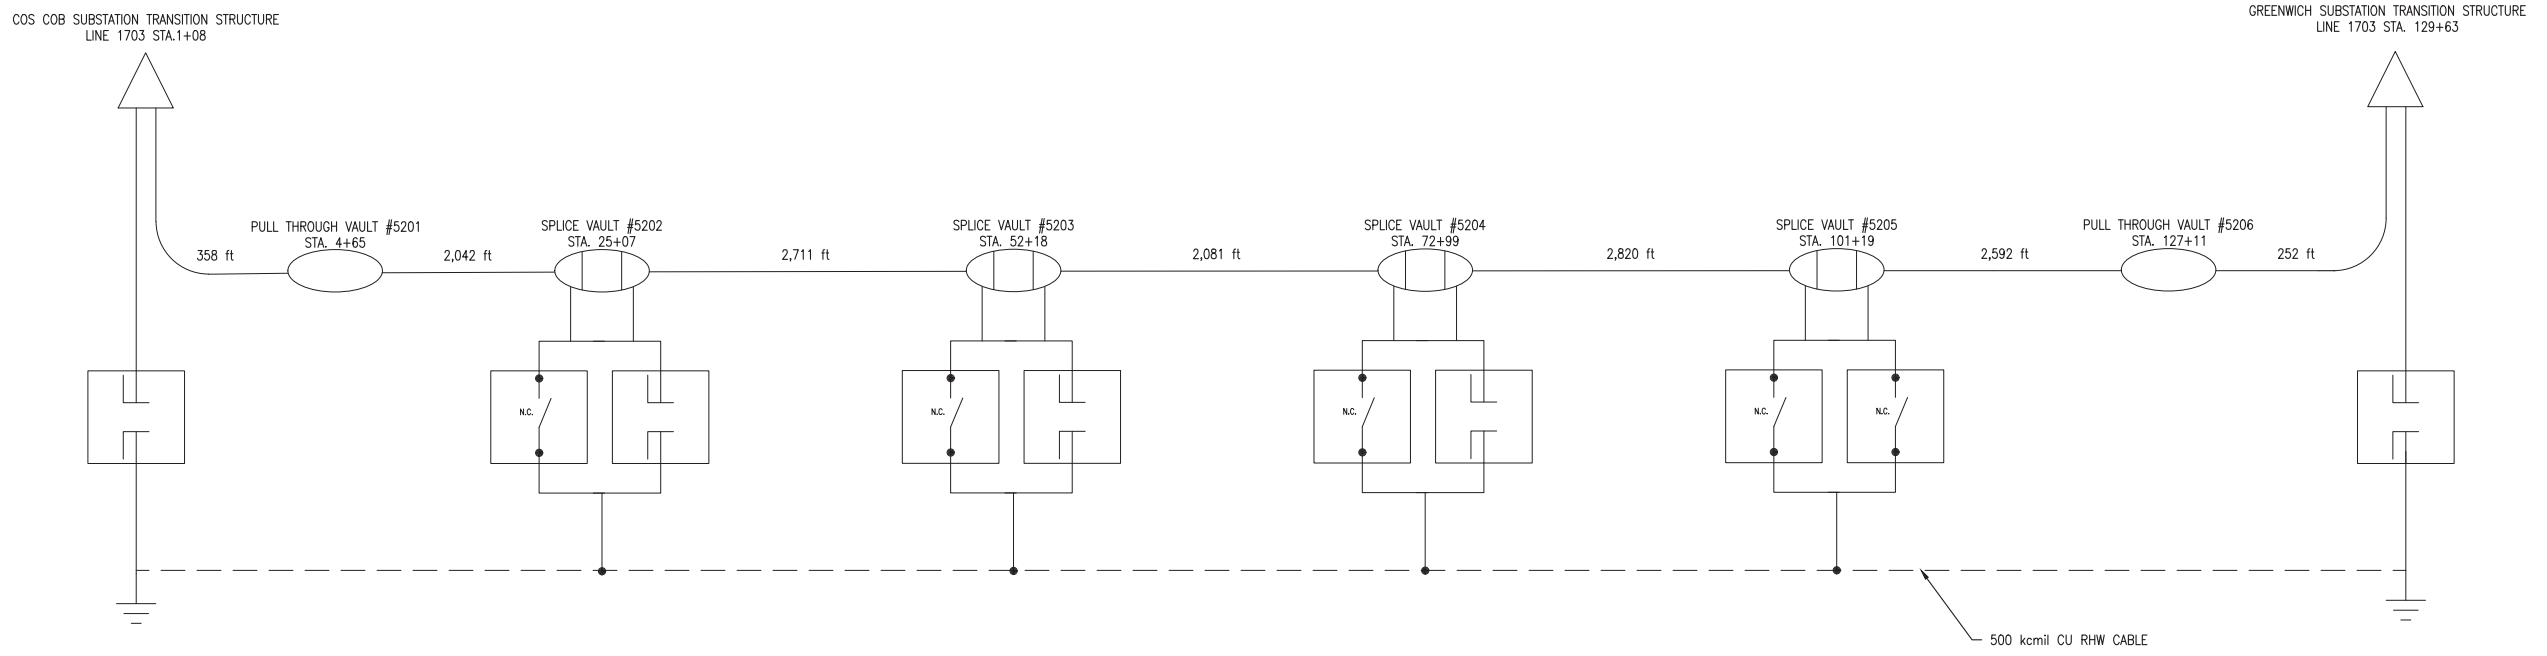 COS COB SUBSTATION TRANSITION STRUCTURE
LINE 1703 STA.1+08
GREENWICH SUBSTATION TRANSITION STRUCTURE
LINE 1703 STA. 129+63
PULL THROUGH VAULT #5201
STA. 4+65
SPLICE VAULT #5202
STA. 25+07
SPLICE VAULT #5203
STA. 52+18
SPLICE VAULT #5204
STA. 72+99
SPLICE VAULT #5205
STA. 101+19
PULL THROUGH VAULT #5206
STA. 127+11
358 ft
2,042 ft
2,711 ft
2,081 ft
2,820 ft
2,592 ft
252 ft
N.C.
N.C.
N.C.
N.C.
N.C.
500 kcmil CU RHW CABLE